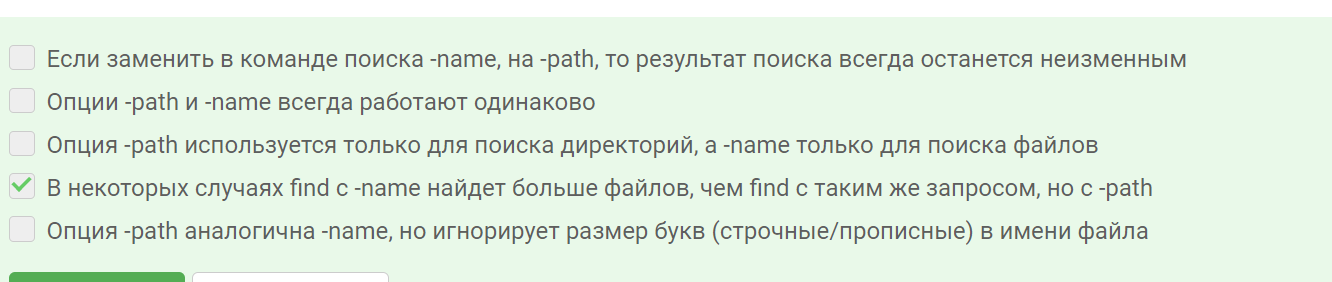 Если заменить в команде поиска -name, на -path, то результат поиска всегда останется неизменным
Опции -path и -name всегда работают одинаково
Опция -path используется только для поиска директорий, а -name только для поиска файлов
В некоторых случаях find с -name найдет больше файлов, чем find с таким же запросом, но с -path
Опция -path аналогична -name, но игнорирует размер букв (строчные/прописные) в имени файла